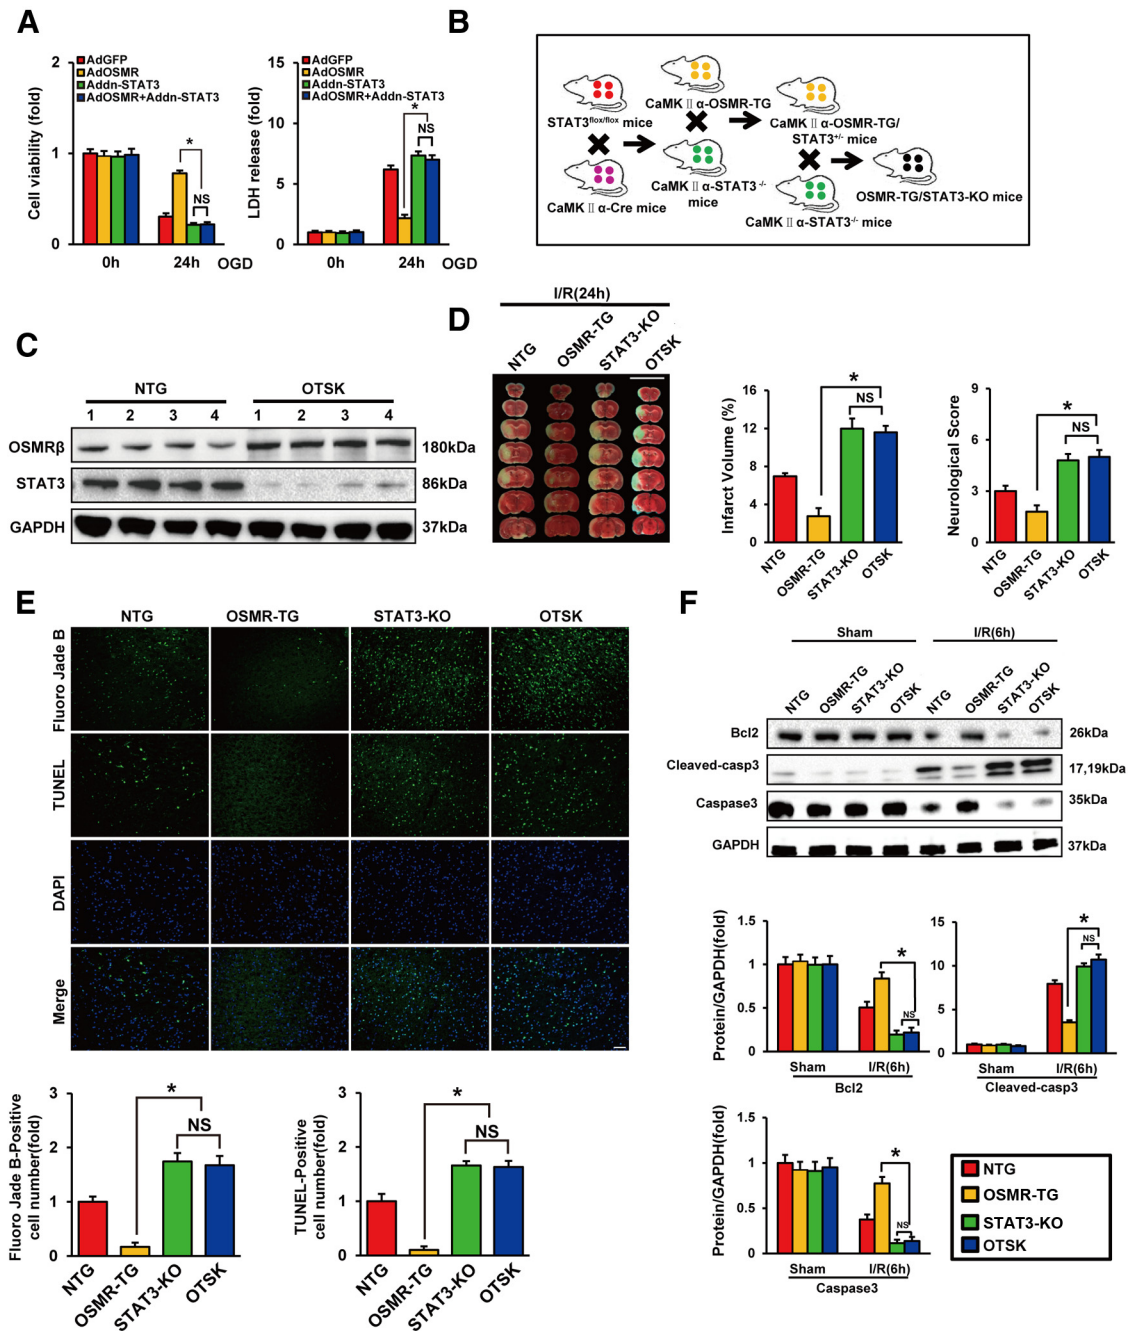 A
Cell viability (fold)
2
1
0
AdGFP
AdOSMR
Addn-STAT3
AdOSMR+Addn-STAT3
*
NS
0h 24h OGD
LDH release (fold)
15
10
5
0
AdGFP
AdOSMR
Addn-STAT3
AdOSMR+Addn-STAT3
*
NS
0h 24h OGD
B
STAT3flox/flox mice
CaMK II α-Cre mice
CaMK II α-OSMR-TG
CaMK II α-STAT3 -/-
mice
CaMK II α-OSMR-TG/
STAT3+/- mice
CaMK II α-STAT3-/- mice
OSMR-TG/STAT3-KO mice
C
NTG OTSK
1 2 3 4 1 2 3 4
OSMRβ 180kDa
STAT3 86kDa
GAPDH 37kDa
D
I/R(24h)
NTG OSMR-TG STAT3-KO OTSK
Infarct Volume (%)
16
12
8
4
0
*
NS
NTG OSMR-TG STAT3-KO OTSK
Neurological Score
9
6
3
0
*
NS
NTG OSMR-TG STAT3-KO OTSK
E
NTG OSMR-TG STAT3-KO OTSK
Fluoro Jade B
TUNEL
DAPI
Merge
Fluoro Jade B-Positive
cell number(fold)
3
2
1
0
*
NS
NTG OSMR-TG STAT3-KO OTSK
TUNEL-Positive
cell number(fold)
3
2
1
0
*
NS
NTG OSMR-TG STAT3-KO OTSK
F
Sham I/R(6h)
NTG OSMR-TG STAT3-KO OTSK NTG OSMR-TG STAT3-KO OTSK
Bcl2 26kDa
Cleaved-casp3 17,19kDa
Caspase3 35kDa
GAPDH 37kDa
Protein/GAPDH(fold)
1.5
1
0.5
0
*
NS
Sham I/R(6h)
Bcl2
15
10
5
0
*
NS
Sham I/R(6h)
Cleaved-casp3
Protein/GAPDH(fold)
1.5
1
0.5
0
*
NS
Sham I/R(6h)
Caspase3
NTG
OSMR-TG
STAT3-KO
OTSK